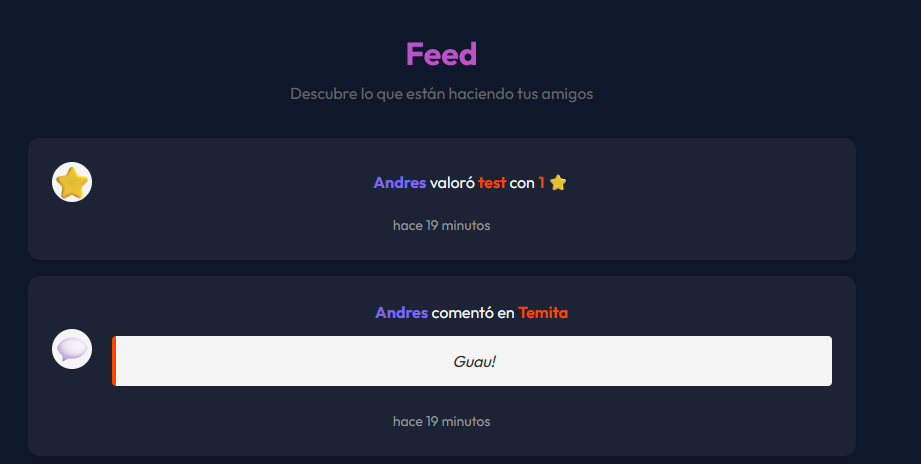 Feed
Descubre lo que están haciendo tus amigos
Andres valoró test con 1 ⭐
hace 19 minutos
Andres comentó en Temita
Guau!
hace 19 minutos